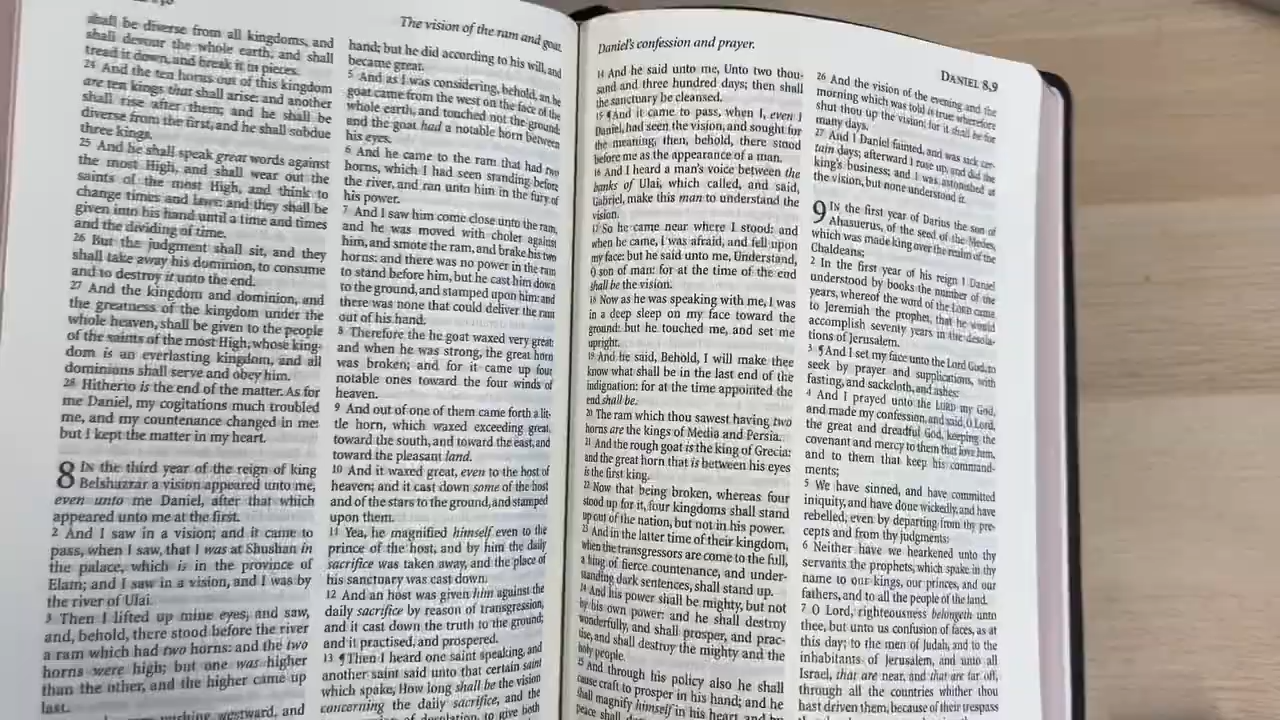 The vision of the ram and goat.
shall be diverse from all kingdoms, and
shall devour the whole earth, and shall
tread it down, and break it in pieces.
24 And the ten horns out of this kingdom
are ten kings that shall arise: and another
shall rise after them; and he shall be
diverse from the first, and he shall subdue
three kings.
25 And he shall speak great words against
the most High, and shall wear out the
saints of the most High, and think to
change times and laws: and they shall be
given into his hand until a time and times
and the dividing of time.
26 But the judgment shall sit, and they
shall take away his dominion, to consume
and to destroy it unto the end.
27 And the kingdom and dominion, and
the greatness of the kingdom under the
whole heaven, shall be given to the people
of the saints of the most High, whose king-
dom is an everlasting kingdom, and all
dominions shall serve and obey him.
28 Hitherto is the end of the matter. As for
me Daniel, my cogitations much troubled
me, and my countenance changed in me:
but I kept the matter in my heart.
8 IN the third year of the reign of king
Belshazzar a vision appeared unto me,
even unto me Daniel, after that which
appeared unto me at the first.
2 And I saw in a vision; and it came to
pass, when I saw, that I was at Shushan in
the palace, which is in the province of
Elam; and I saw in a vision, and I was by
the river of Ulai.
3 Then I lifted up mine eyes, and saw,
and, behold, there stood before the river
a ram which had two horns: and the two
horns were high; but one was higher
than the other, and the higher came up
last.
pushing westward, and
hand; but he did according to his will, and
became great.
5 And as I was considering, behold, an he
goat came from the west on the face of the
whole earth, and touched not the ground:
and the goat had a notable horn between
his eyes.
6 And he came to the ram that had two
horns, which I had seen standing before
the river, and ran unto him in the fury of
his power.
7 And I saw him come close unto the ram,
and he was moved with choler against
him, and smote the ram, and brake his two
horns: and there was no power in the ram
to stand before him, but he cast him down
to the ground, and stamped upon him: and
there was none that could deliver the ram
out of his hand.
8 Therefore the he goat waxed very great:
and when he was strong, the great horn
was broken; and for it came up four
notable ones toward the four winds of
heaven.
9 And out of one of them came forth a lit-
tle horn, which waxed exceeding great,
toward the south, and toward the east, and
toward the pleasant land.
10 And it waxed great, even to the host of
heaven; and it cast down some of the host
and of the stars to the ground, and stamped
upon them.
11 Yea, he magnified himself even to the
prince of the host, and by him the daily
sacrifice was taken away, and the place of
his sanctuary was cast down.
12 And an host was given him against the
daily sacrifice by reason of transgression,
and it cast down the truth to the ground;
and it practised, and prospered.
13 ¶Then I heard one saint speaking, and
another saint said unto that certain saint
which spake, How long shall be the vision
concerning the daily sacrifice, and the
of desolation, to give both
Daniel's confession and prayer.
DANIEL 8,9
14 And he said unto me, Unto two thou-
sand and three hundred days; then shall
the sanctuary be cleansed.
15 ¶And it came to pass, when I, even I
Daniel, had seen the vision, and sought for
the meaning, then, behold, there stood
before me as the appearance of a man.
16 And I heard a man's voice between the
banks of Ulai, which called, and said,
Gabriel, make this man to understand the
vision.
17 So he came near where I stood: and
when he came, I was afraid, and fell upon
my face: but he said unto me, Understand,
O son of man: for at the time of the end
shall be the vision.
18 Now as he was speaking with me, I was
in a deep sleep on my face toward the
ground: but he touched me, and set me
upright.
19 And he said, Behold, I will make thee
know what shall be in the last end of the
indignation: for at the time appointed the
end shall be.
20 The ram which thou sawest having two
horns are the kings of Media and Persia.
21 And the rough goat is the king of Grecia:
and the great horn that is between his eyes
is the first king.
22 Now that being broken, whereas four
stood up for it, four kingdoms shall stand
up out of the nation, but not in his power.
23 And in the latter time of their kingdom,
when the transgressors are come to the full,
a king of fierce countenance, and under-
standing dark sentences, shall stand up.
24 And his power shall be mighty, but not
by his own power: and he shall destroy
wonderfully, and shall prosper, and prac-
tise, and shall destroy the mighty and the
holy people.
25 And through his policy also he shall
cause craft to prosper in his hand; and he
shall magnify himself in his heart, and by
peace shall
26 And the vision of the evening and the
morning which was told is true: wherefore
shut thou up the vision; for it shall be for
many days.
27 And I Daniel fainted, and was sick cer-
tain days; afterward I rose up, and did the
king's business; and I was astonished at
the vision, but none understood it.
9 IN the first year of Darius the son of
Ahasuerus, of the seed of the Medes,
which was made king over the realm of the
Chaldeans;
2 In the first year of his reign I Daniel
understood by books the number of the
years, whereof the word of the LORD came
to Jeremiah the prophet, that he would
accomplish seventy years in the desola-
tions of Jerusalem.
3 ¶And I set my face unto the Lord God, to
seek by prayer and supplications, with
fasting, and sackcloth, and ashes:
4 And I prayed unto the LORD my God,
and made my confession, and said, O Lord,
the great and dreadful God, keeping the
covenant and mercy to them that love him,
and to them that keep his command-
ments;
5 We have sinned, and have committed
iniquity, and have done wickedly, and have
rebelled, even by departing from thy pre-
cepts and from thy judgments:
6 Neither have we hearkened unto thy
servants the prophets, which spake in thy
name to our kings, our princes, and our
fathers, and to all the people of the land.
7 O Lord, righteousness belongeth unto
thee, but unto us confusion of faces, as at
this day; to the men of Judah, and to the
inhabitants of Jerusalem, and unto all
Israel, that are near, and that are far off,
through all the countries whither thou
hast driven them, because of their trespass